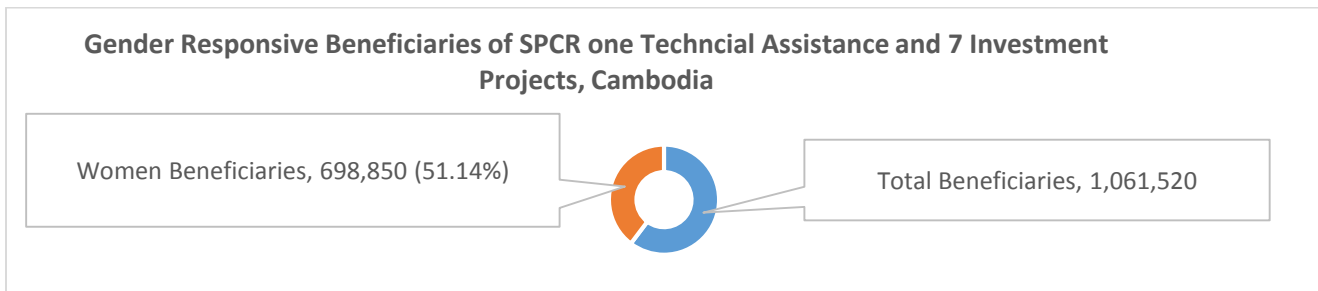 Gender Responsive Beneficiaries of SPCR one Techncial Assistance and 7 Investment
Projects, Cambodia
Women Beneficiaries, 698,850 (51.14%)
Total Beneficiaries, 1,061,520